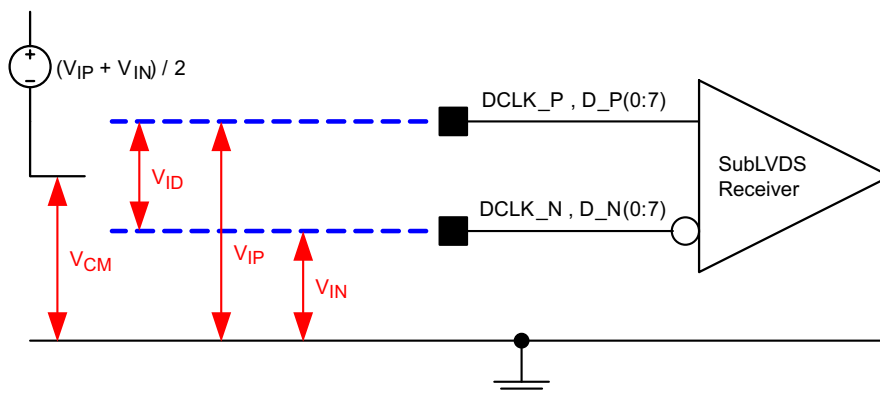 +
−
(VIP + VIN) / 2
DCLK_P , D_P(0:7)
SubLVDS
Receiver
VID
DCLK_N , D_N(0:7)
VCM
VIP
VIN